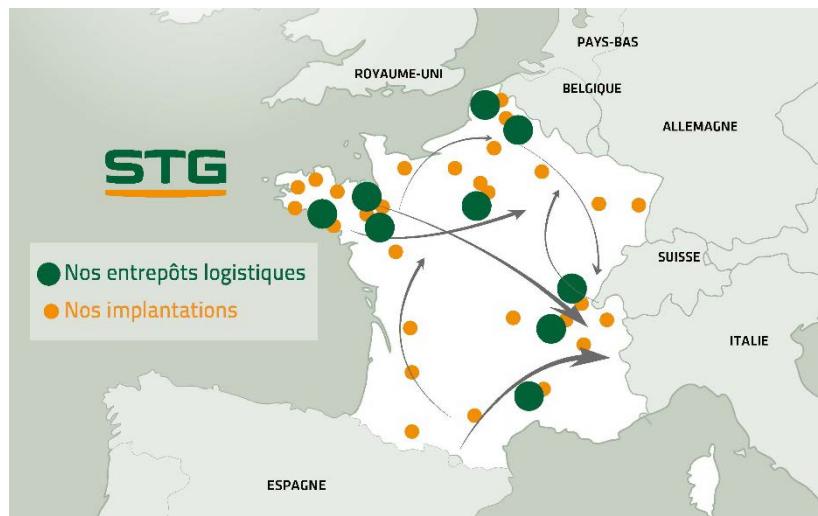 PAYS-BAS
ROYAUME-UNI
BELGIQUE
ALLEMAGNE
STG
SUISSE
Nos entrepôts logistiques
Nos implantations
ITALIE
ESPAGNE